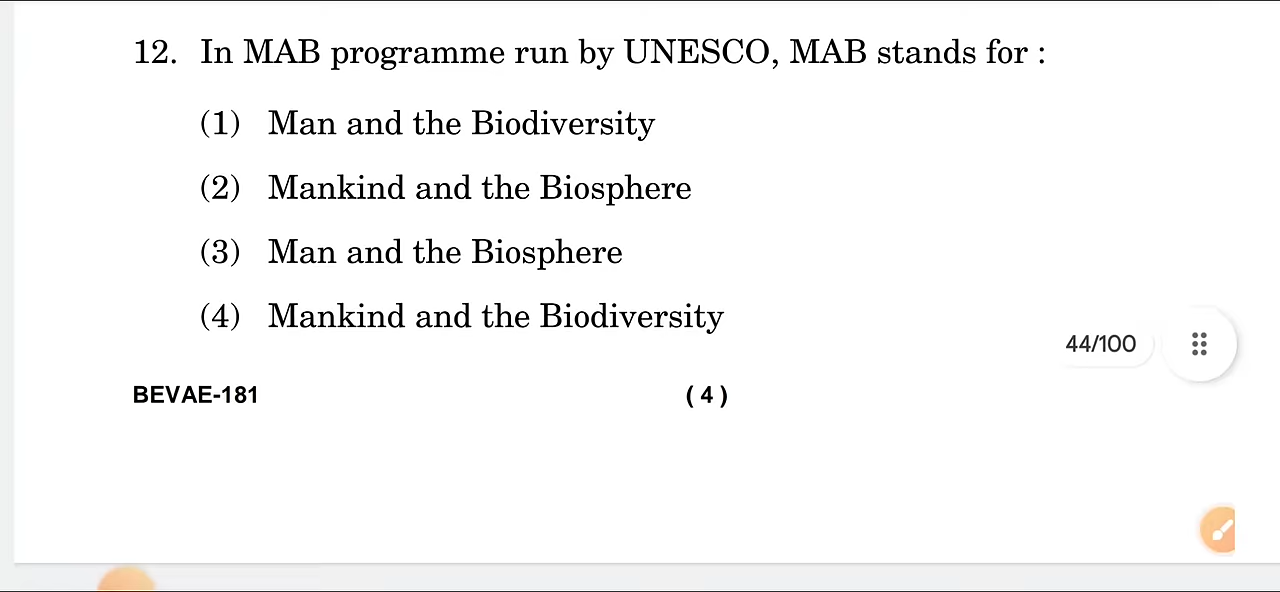 12. In MAB programme run by UNESCO, MAB stands for :
(1) Man and the Biodiversity
(2) Mankind and the Biosphere
(3) Man and the Biosphere
(4) Mankind and the Biodiversity
44/100
BEVAE-181 ( 4 )